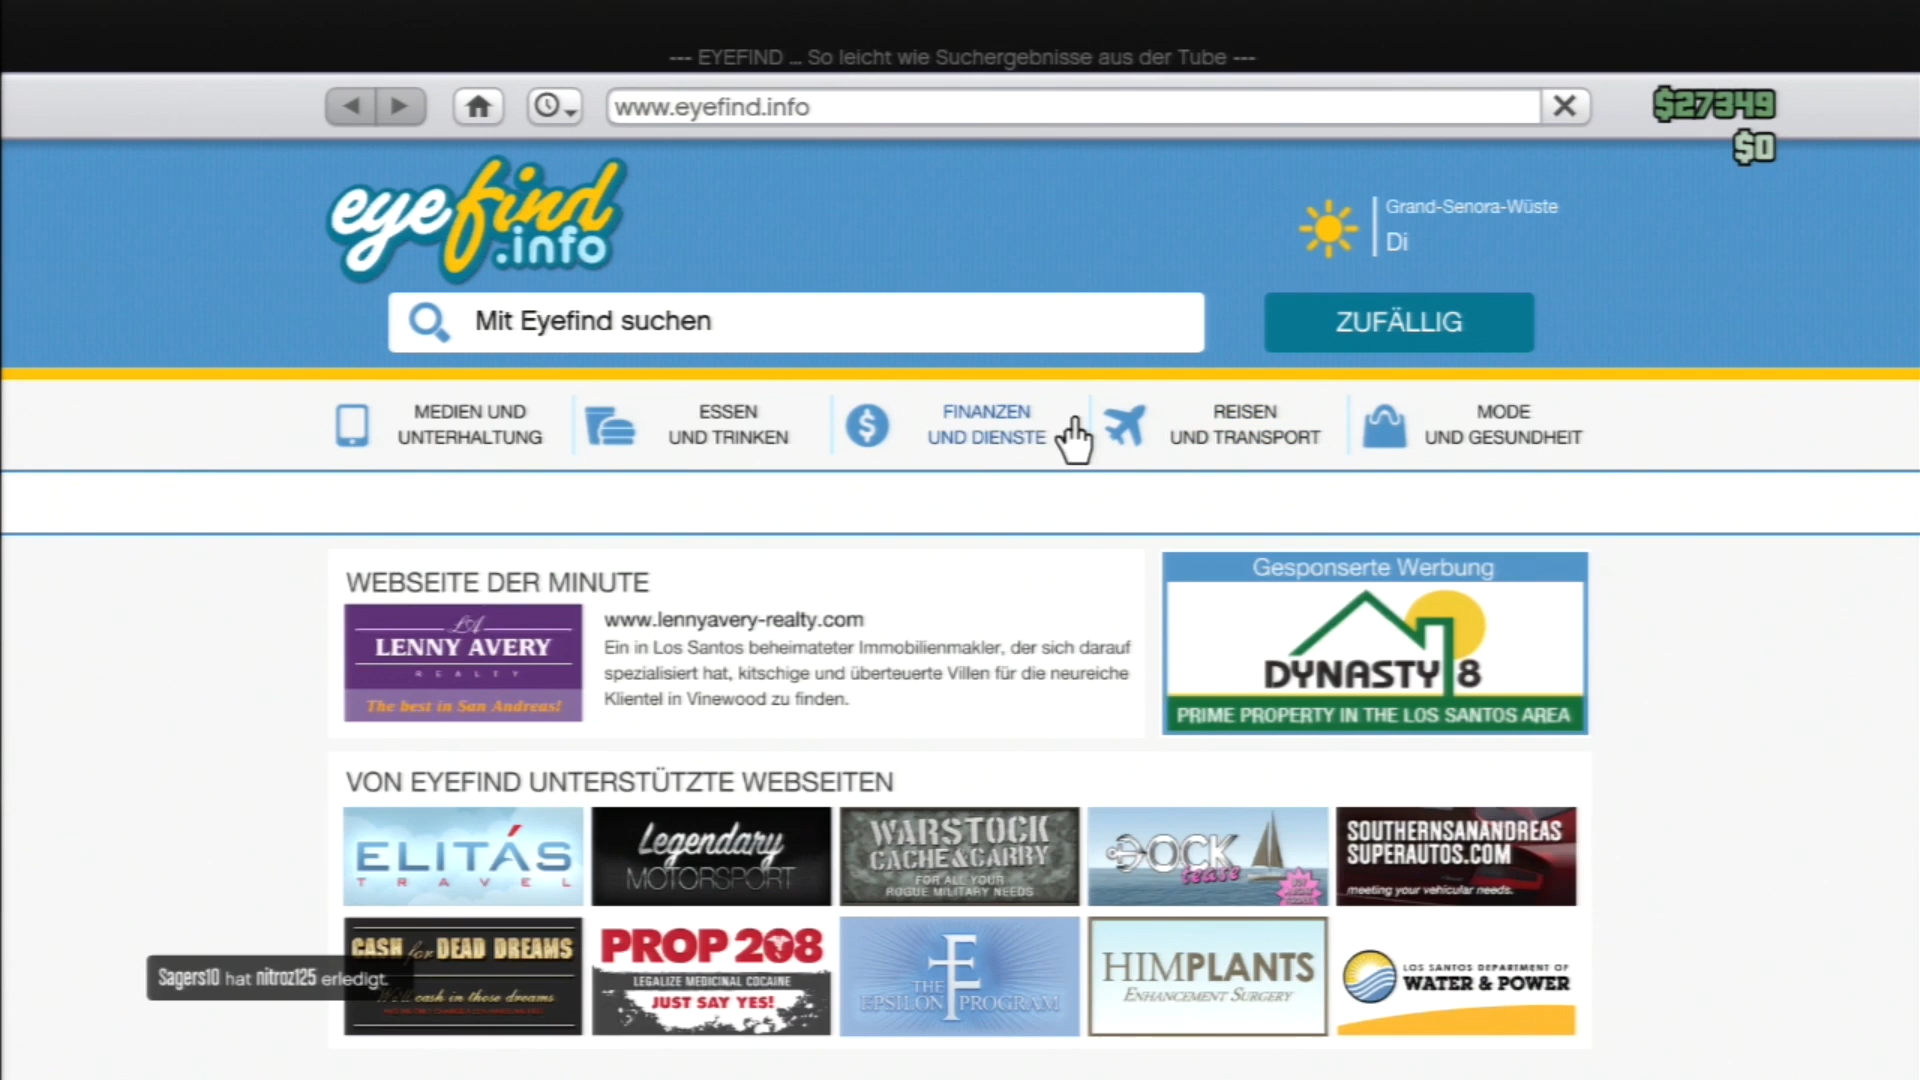 --- EYEFIND ... So leicht wie Suchergebnisse aus der Tube ---
www.eyefind.info
$27349
$0
eyefind
.info
Grand-Senora-Wüste
Di
Mit Eyefind suchen
ZUFÄLLIG
MEDIEN UND
UNTERHALTUNG
ESSEN
UND TRINKEN
FINANZEN
UND DIENSTE
REISEN
UND TRANSPORT
MODE
UND GESUNDHEIT
WEBSEITE DER MINUTE
LA
LENNY AVERY
REALTY
The best in San Andreas!
www.lennyavery-realty.com
Ein in Los Santos beheimateter Immobilienmakler, der sich darauf
spezialisiert hat, kitschige und überteuerte Villen für die neureiche
Klientel in Vinewood zu finden.
Gesponserte Werbung
DYNASTY 8
PRIME PROPERTY IN THE LOS SANTOS AREA
VON EYEFIND UNTERSTÜTZTE WEBSEITEN
ELITÁS
TRAVEL
Legendary
MOTORSPORT
WARSTOCK
CACHE & CARRY
FOR ALL YOUR
ROGUE MILITARY NEEDS
DOCK
tease
SOUTHERNSANANDREAS
SUPERAUTOS.COM
meeting your vehicular needs.
CASH for DEAD DREAMS
cash in those dreams
PROP 208
LEGALIZE MEDICINAL COCAINE
JUST SAY YES!
THE
EPSILON PROGRAM
HIMPLANTS
ENHANCEMENT SURGERY
LOS SANTOS DEPARTMENT OF
WATER & POWER
Sagers10 hat nitroz125 erledigt.